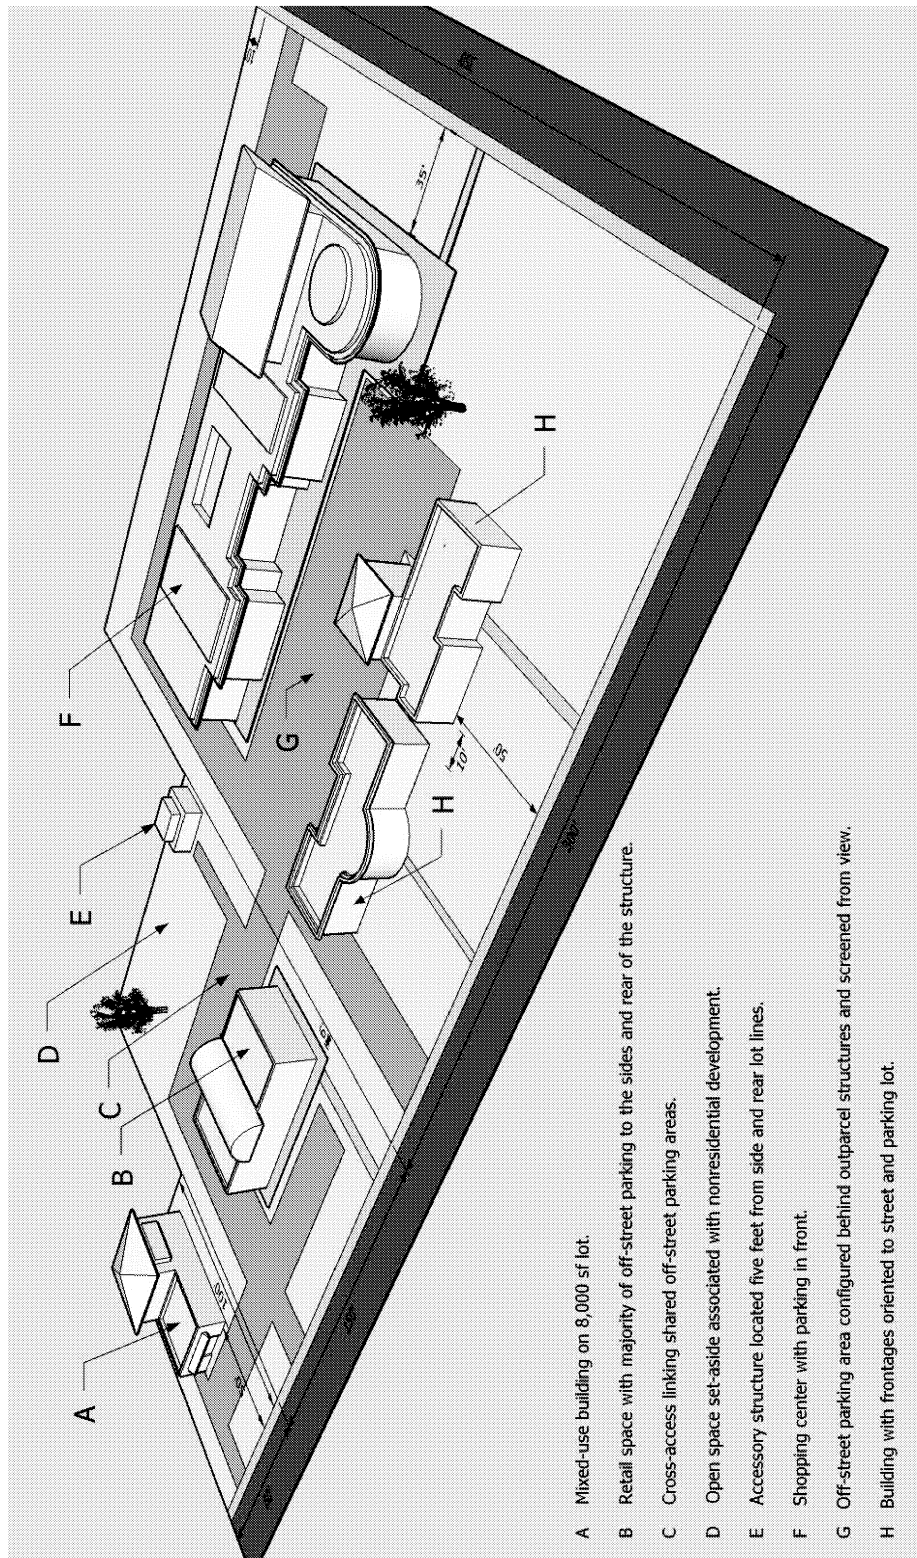 F
E
D
C
B
A
G
H
H
35'
10'
50'
300'
150'
A Mixed-use building on 8,000 sf lot.
B Retail space with majority of off-street parking to the sides and rear of the structure.
C Cross-access linking shared off-street parking areas.
D Open space set-aside associated with nonresidential development.
E Accessory structure located five feet from side and rear lot lines.
F Shopping center with parking in front.
G Off-street parking area configured behind outparcel structures and screened from view.
H Building with frontages oriented to street and parking lot.